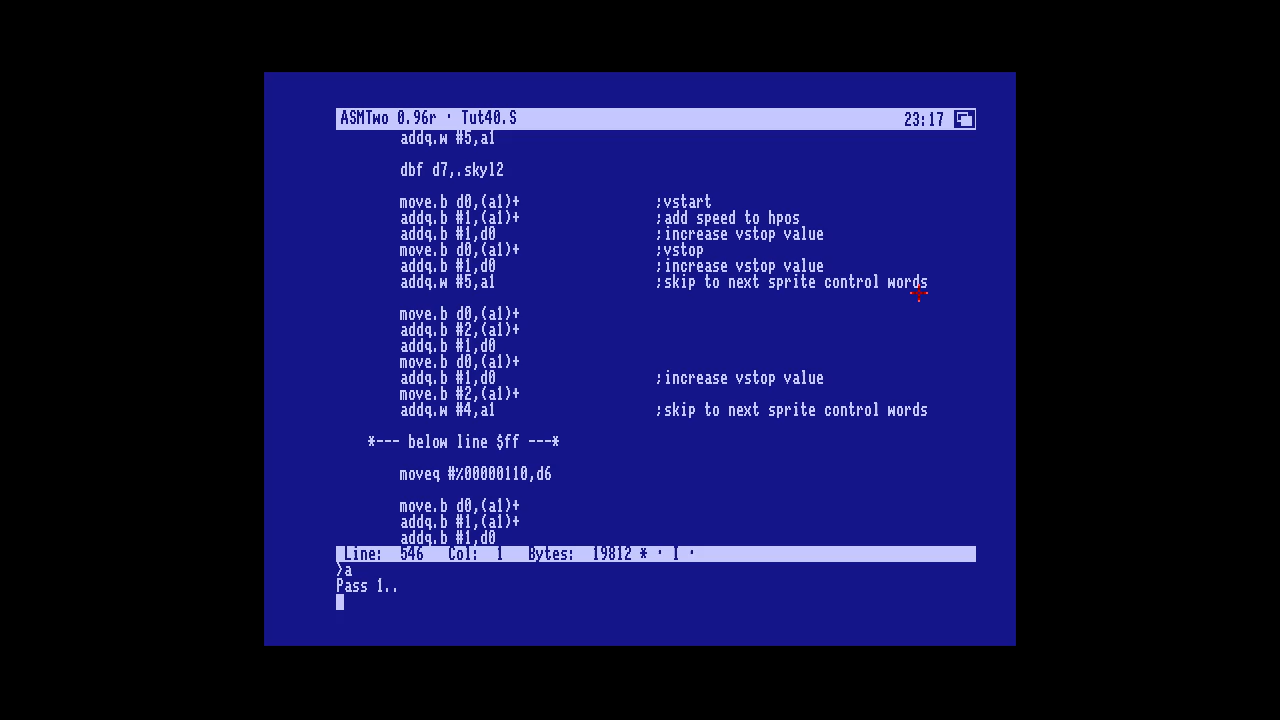 ASMTwo 0.96r · Tut40.S 23:17
addq.w #5,a1
dbf d7,.skyl2
move.b d0,(a1)+ ;vstart
addq.b #1,(a1)+ ;add speed to hpos
addq.b #1,d0 ;increase vstop value
move.b d0,(a1)+ ;vstop
addq.b #1,d0 ;increase vstop value
addq.w #5,a1 ;skip to next sprite control words
move.b d0,(a1)+
addq.b #2,(a1)+
addq.b #1,d0
move.b d0,(a1)+
addq.b #1,d0 ;increase vstop value
move.b #2,(a1)+
addq.w #4,a1 ;skip to next sprite control words
*--- below line $ff ---*
moveq #%00000110,d6
move.b d0,(a1)+
addq.b #1,(a1)+
addq.b #1,d0
Line: 546 Col: 1 Bytes: 19812 * · I ·
>a
Pass 1..